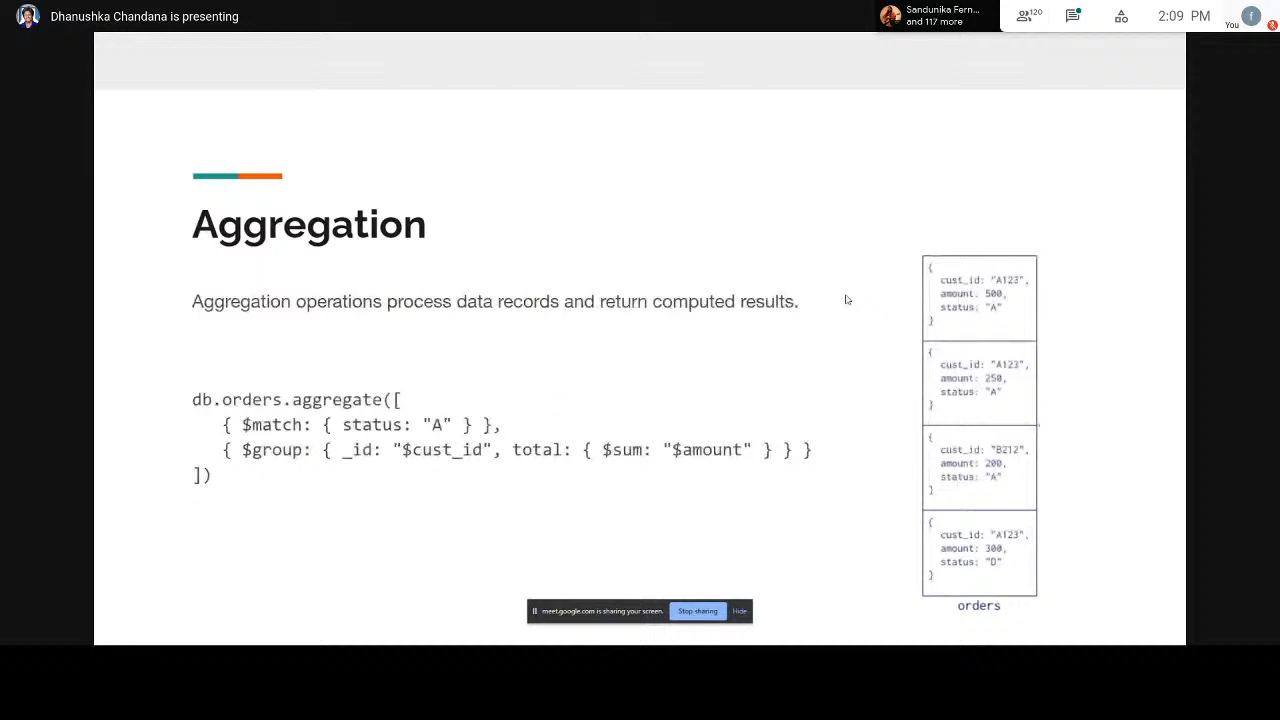 Dhanushka Chandana is presenting
Sandunika Fern...
and 117 more
120
2:09 PM
You
f
Aggregation
Aggregation operations process data records and return computed results.
db.orders.aggregate([
{ $match: { status: "A" } },
{ $group: { _id: "$cust_id", total: { $sum: "$amount" } } }
])
{
cust_id: "A123",
amount: 500,
status: "A"
}
{
cust_id: "A123",
amount: 250,
status: "A"
}
{
cust_id: "B212",
amount: 200,
status: "A"
}
{
cust_id: "A123",
amount: 300,
status: "D"
}
orders
meet.google.com is sharing your screen.
Stop sharing
Hide